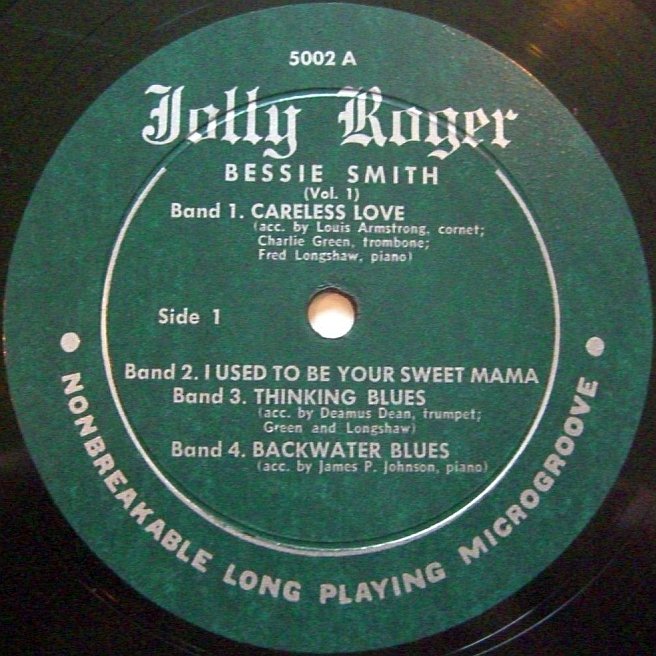 5002 A
Jolly Roger
BESSIE SMITH
(Vol. 1)
Band 1. CARELESS LOVE
(acc. by Louis Armstrong, cornet;
Charlie Green, trombone;
Fred Longshaw, piano)
Side 1
Band 2. I USED TO BE YOUR SWEET MAMA
Band 3. THINKING BLUES
(acc. by Deamus Dean, trumpet;
Green and Longshaw)
Band 4. BACKWATER BLUES
(acc. by James P. Johnson, piano)
NONBREAKABLE LONG PLAYING MICROGROOVE